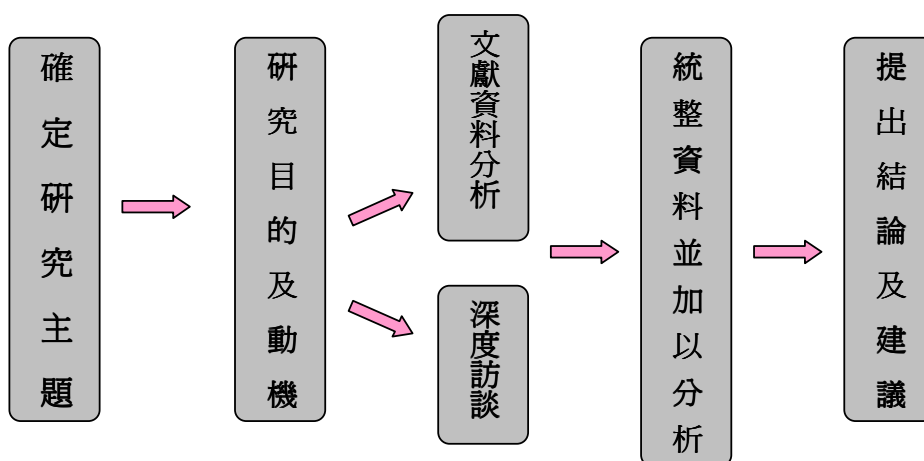 確定研究主題
研究目的及動機
文獻資料分析
深度訪談
統整資料並加以分析
提出結論及建議